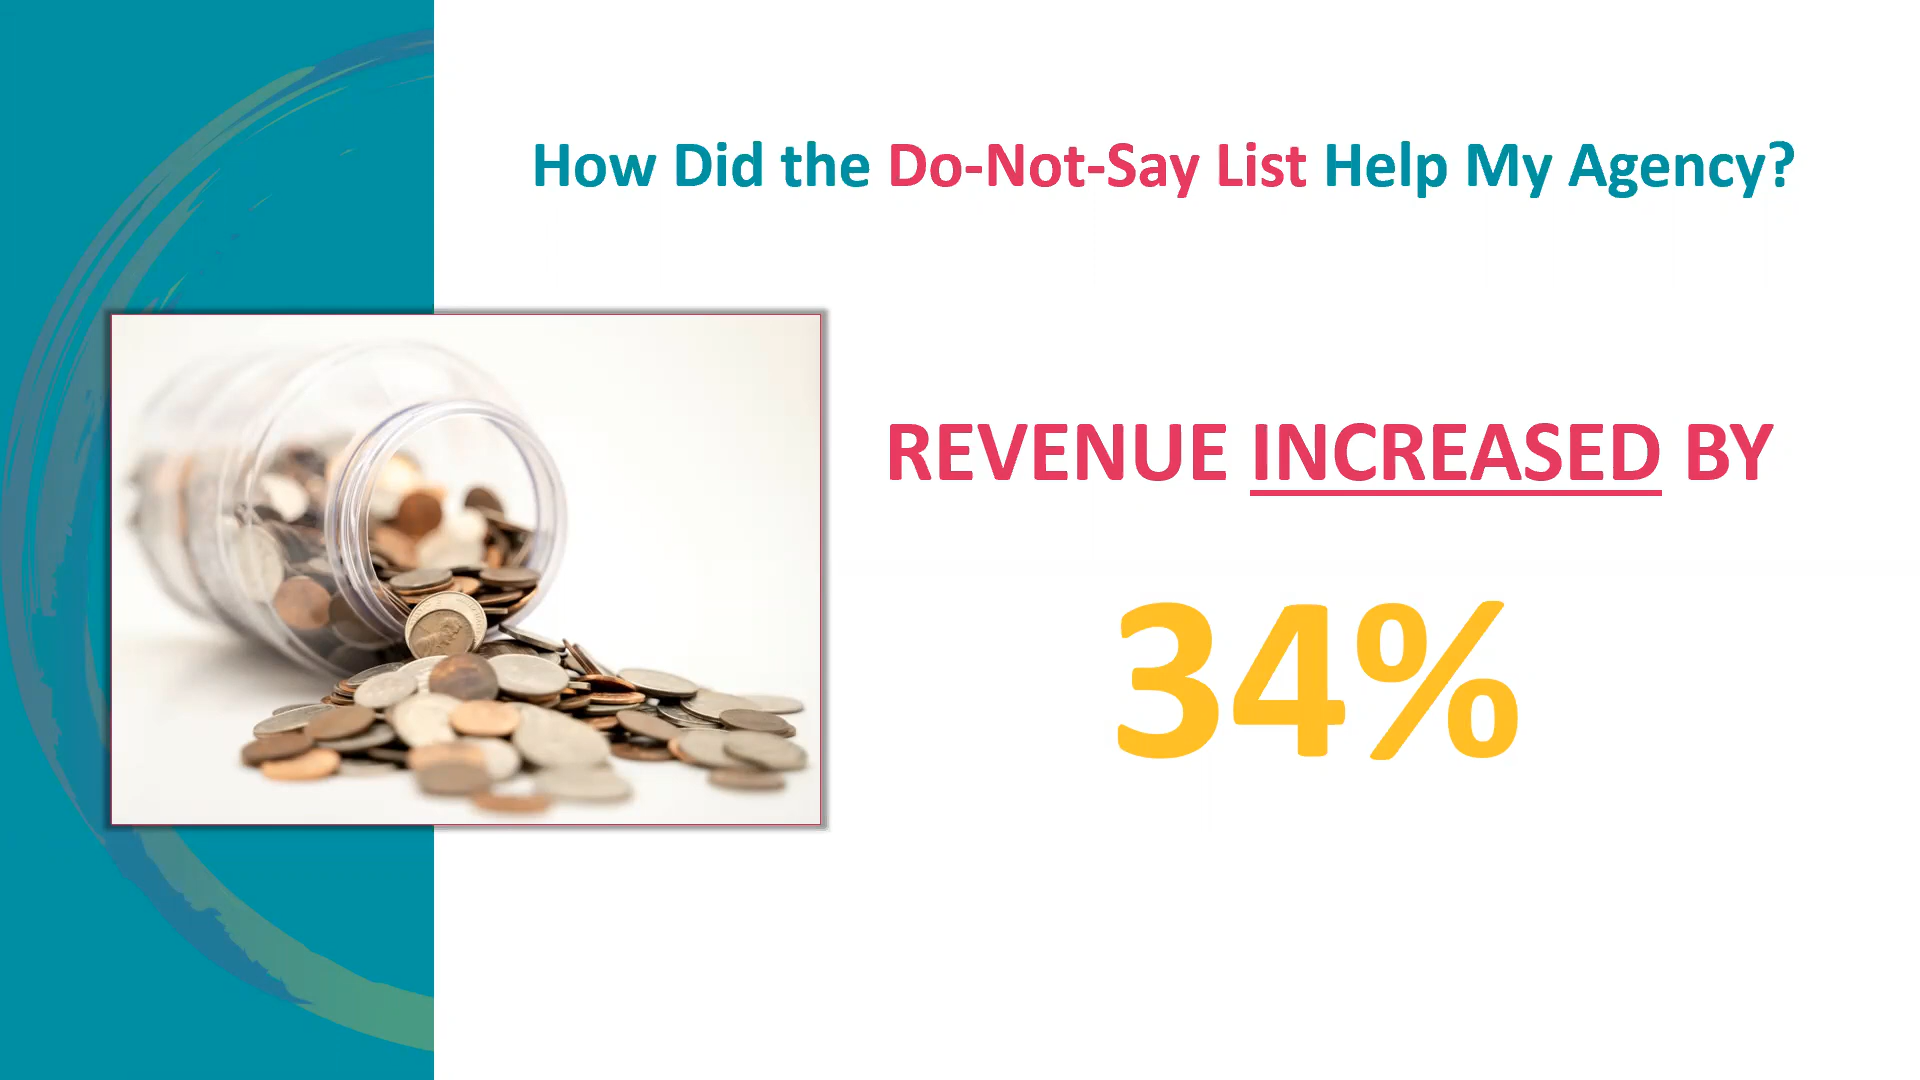 How Did the Do-Not-Say List Help My Agency?
REVENUE INCREASED BY
34%